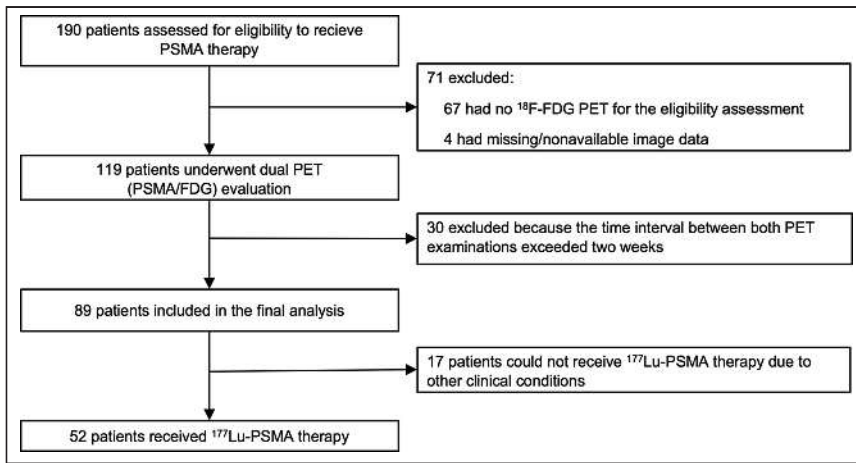 190 patients assessed for eligibility to recieve
PSMA therapy
71 excluded:
67 had no ¹⁸F-FDG PET for the eligibility assessment
4 had missing/nonavailable image data
119 patients underwent dual PET
(PSMA/FDG) evaluation
30 excluded because the time interval between both PET
examinations exceeded two weeks
89 patients included in the final analysis
17 patients could not receive ¹⁷⁷Lu-PSMA therapy due to
other clinical conditions
52 patients received ¹⁷⁷Lu-PSMA therapy